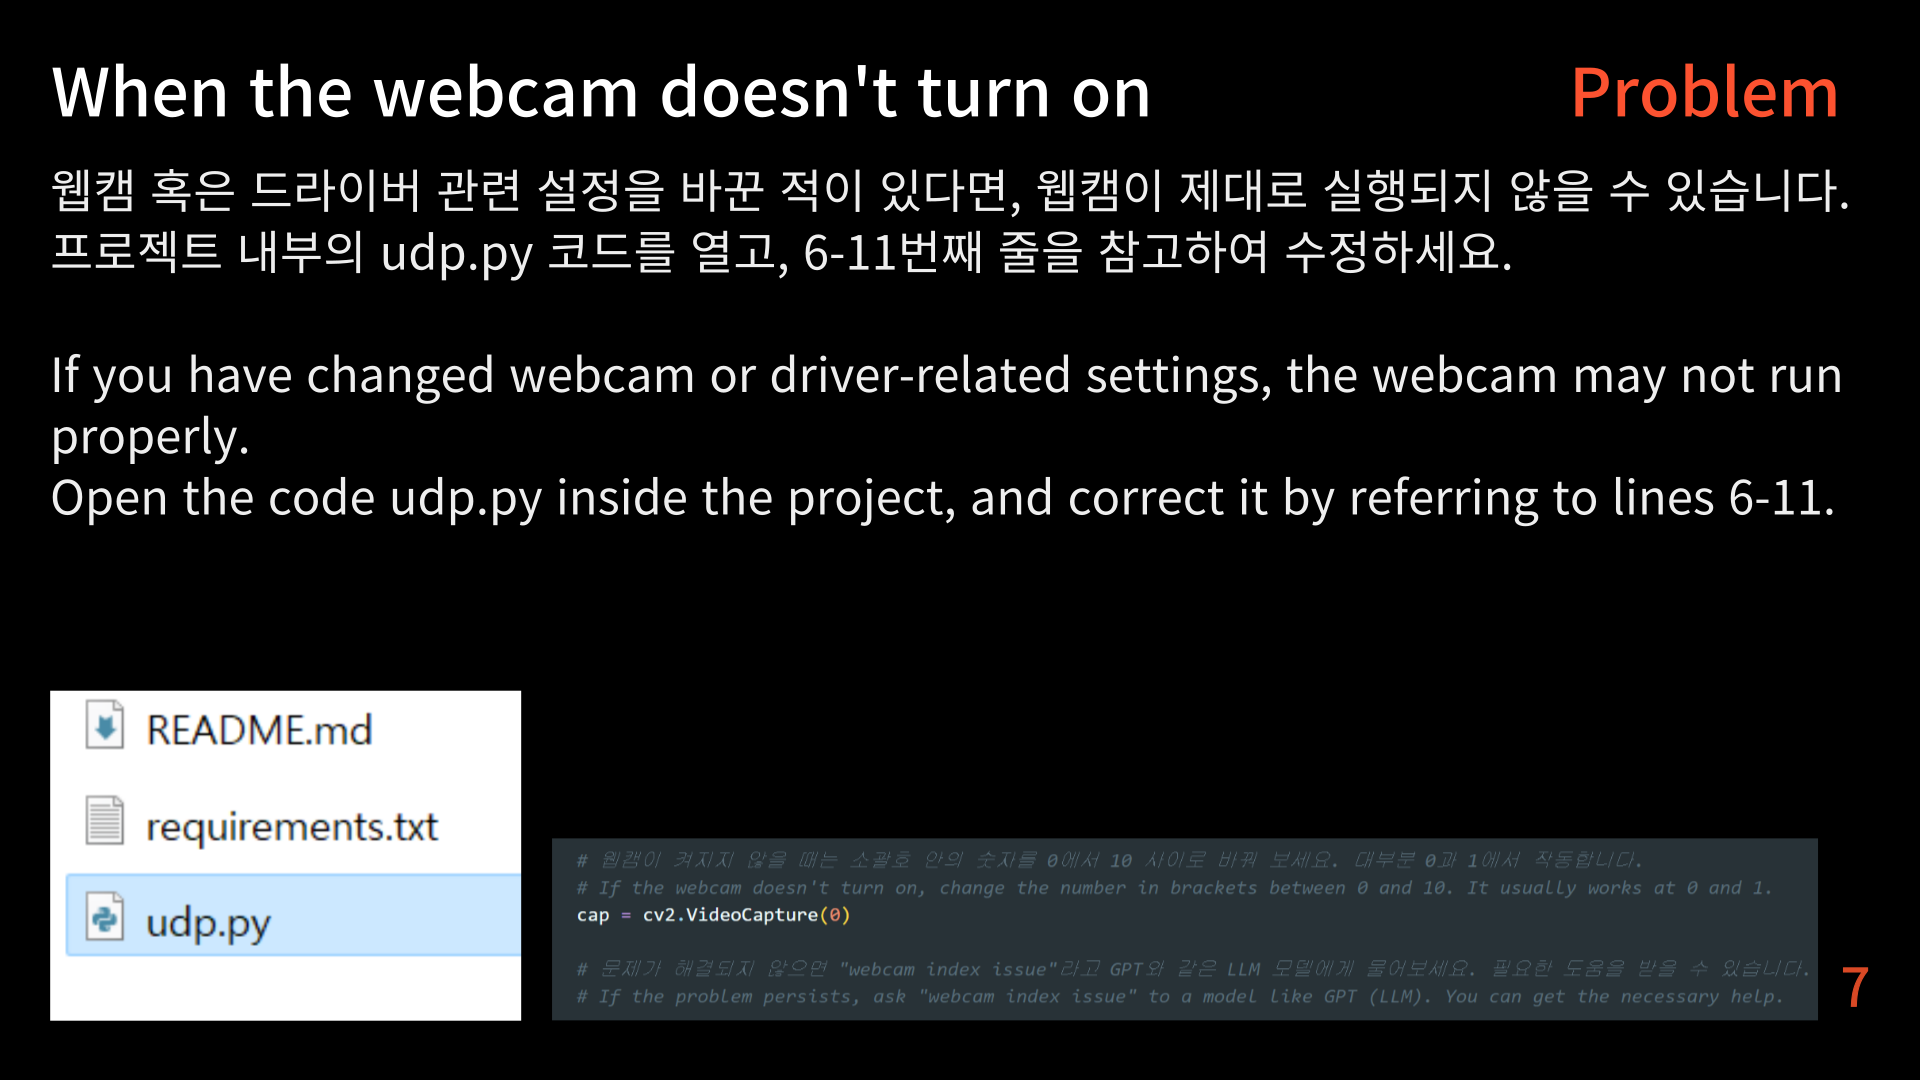 When the webcam doesn't turn on
Problem
웹캠 혹은 드라이버 관련 설정을 바꾼 적이 있다면, 웹캠이 제대로 실행되지 않을 수 있습니다.
프로젝트 내부의 udp.py 코드를 열고, 6-11번째 줄을 참고하여 수정하세요.
If you have changed webcam or driver-related settings, the webcam may not run
properly.
Open the code udp.py inside the project, and correct it by referring to lines 6-11.
README.md
requirements.txt
udp.py
# 웹캠이 켜지지 않을 때는 소괄호 안의 숫자를 0에서 10 사이로 바꿔 보세요. 대부분 0과 1에서 작동합니다.
# If the webcam doesn't turn on, change the number in brackets between 0 and 10. It usually works at 0 and 1.
cap = cv2.VideoCapture(0)
# 문제가 해결되지 않으면 "webcam index issue"라고 GPT와 같은 LLM 모델에게 물어보세요. 필요한 도움을 받을 수 있습니다.
# If the problem persists, ask "webcam index issue" to a model like GPT (LLM). You can get the necessary help.
7